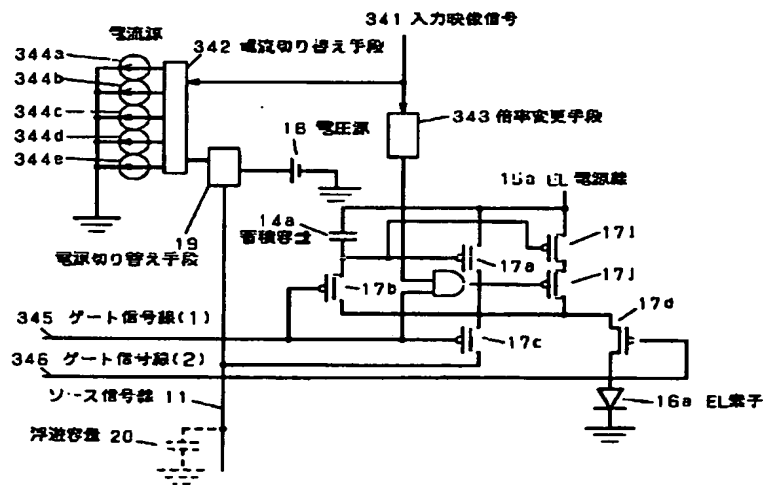 341 入力映像信号
電流源
344a
344b
344c
344d
344e
342 電流切り替え手段
343 倍率変更手段
18 電圧源
15a EL 電源線
14a
蓄積容量
19
電源切り替え手段
17i
17a
17j
17b
17d
17c
345 ゲート信号線(1)
346 ゲート信号線(2)
ソース信号線 11
16a EL素子
浮遊容量 20